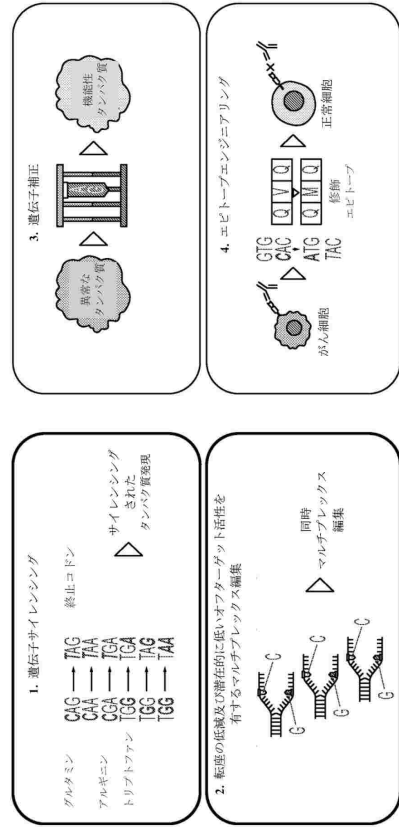 1. 遺伝子サイレンシング
グルタミン
CAG TAG 終止コドン
CAA TAA
アルギニン
CGA TGA
トリプトファン
TGG TGA
TGG TAG
TGG TAA
サイレンシング
された
タンパク質発現
2. 転座の低減及び潜在的に低いオフターゲット活性を
有するマルチプレックス編集
C
G
C
G
C
G
同時
マルチプレックス
編集
3. 遺伝子補正
異常な
タンパク質
機能性
タンパク質
4. エピトープエンジニアリング
がん細胞
GTG
CAC
ATG
TAC
Q V Q
Q M Q
修飾
エピトープ
正常細胞